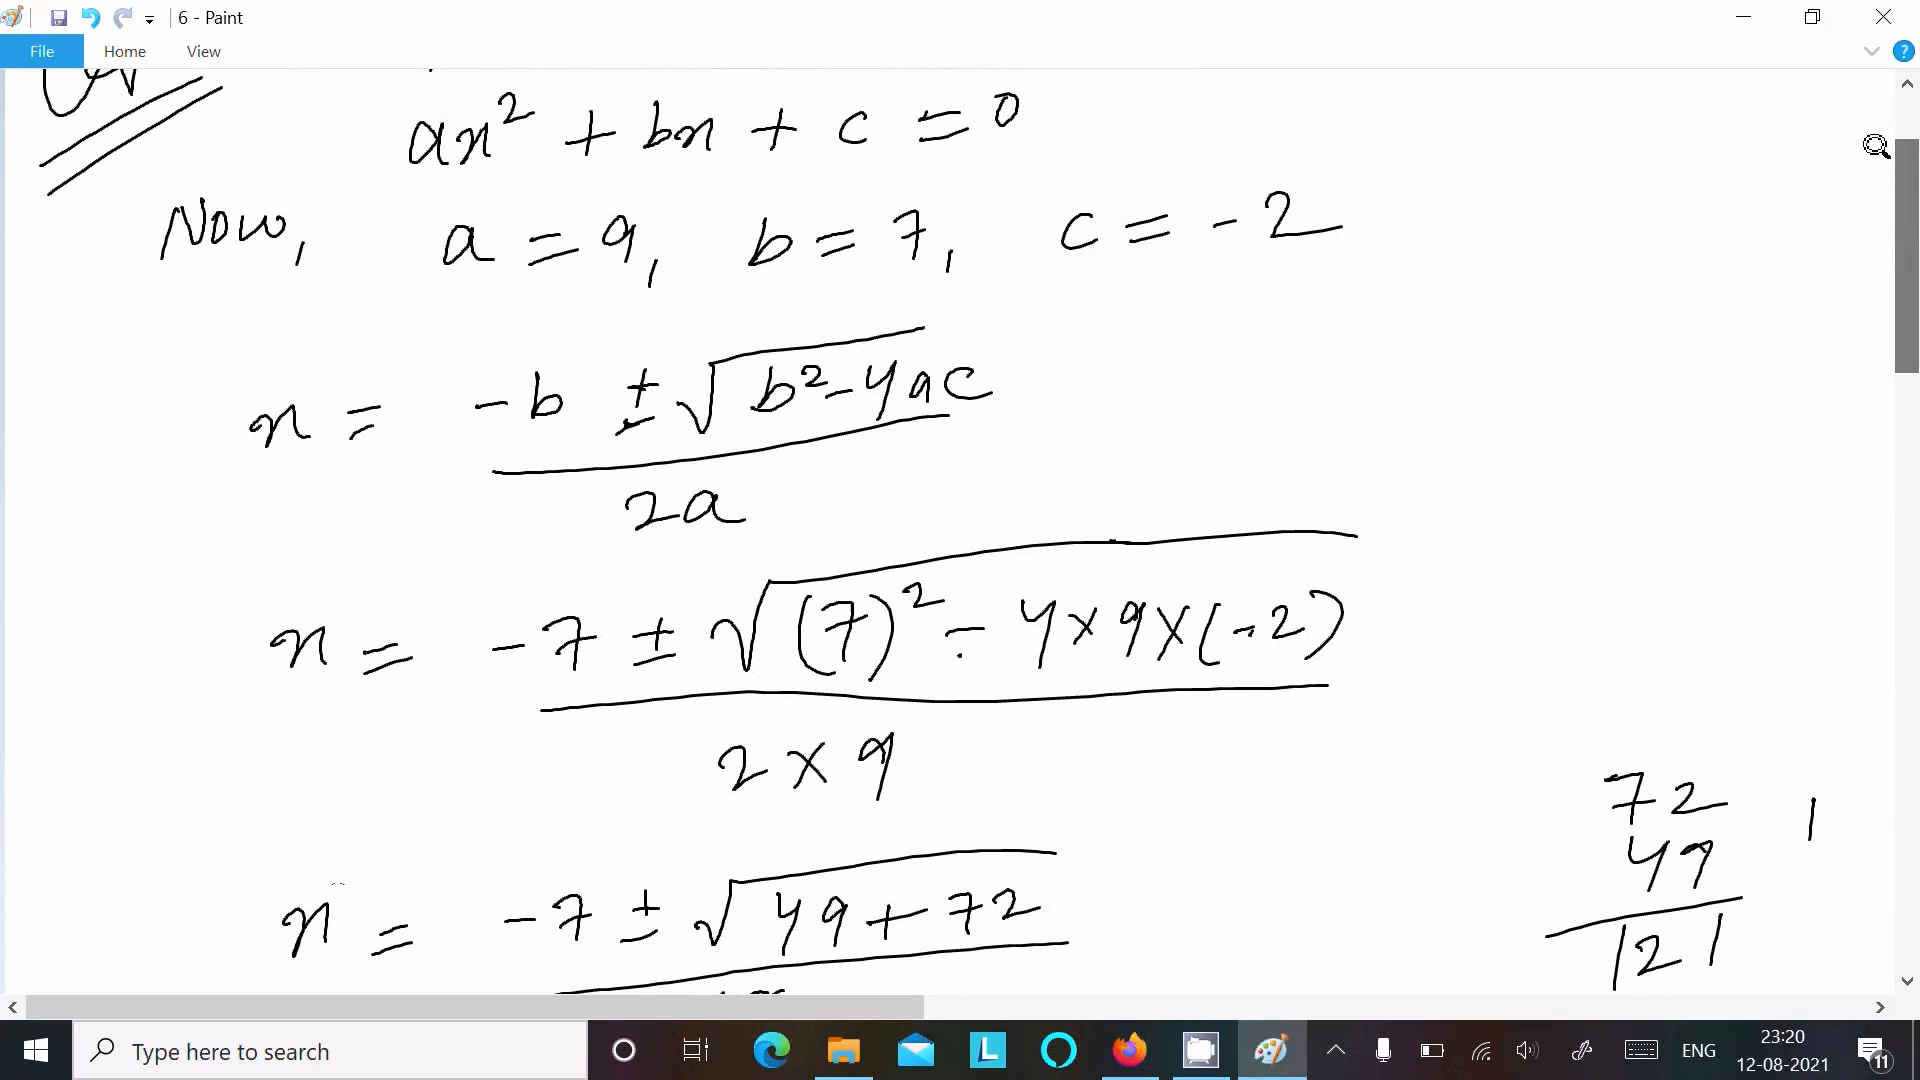 6 - Paint
File Home View
ax² + bx + c = 0
Now, a = 9, b = 7, c = -2
x = -b ± √b²-4ac
2a
x = -7 ± √(7)² - 4×9×(-2)
2 × 9
72 1
49
121
x = -7 ± √49 + 72
Type here to search
ENG
23:20
12-08-2021
11